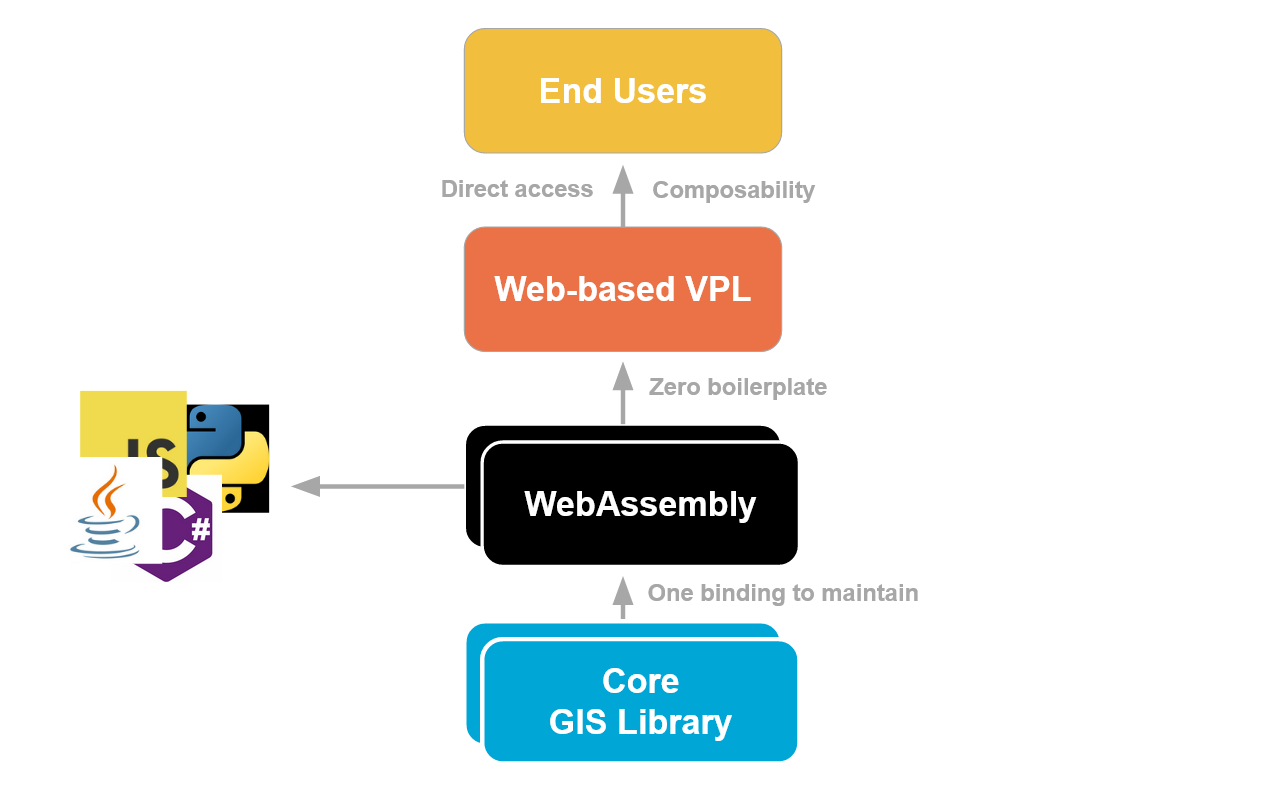 End Users
Direct access
Composability
Web-based VPL
Zero boilerplate
JS
WebAssembly
C#
One binding to maintain
Core
GIS Library